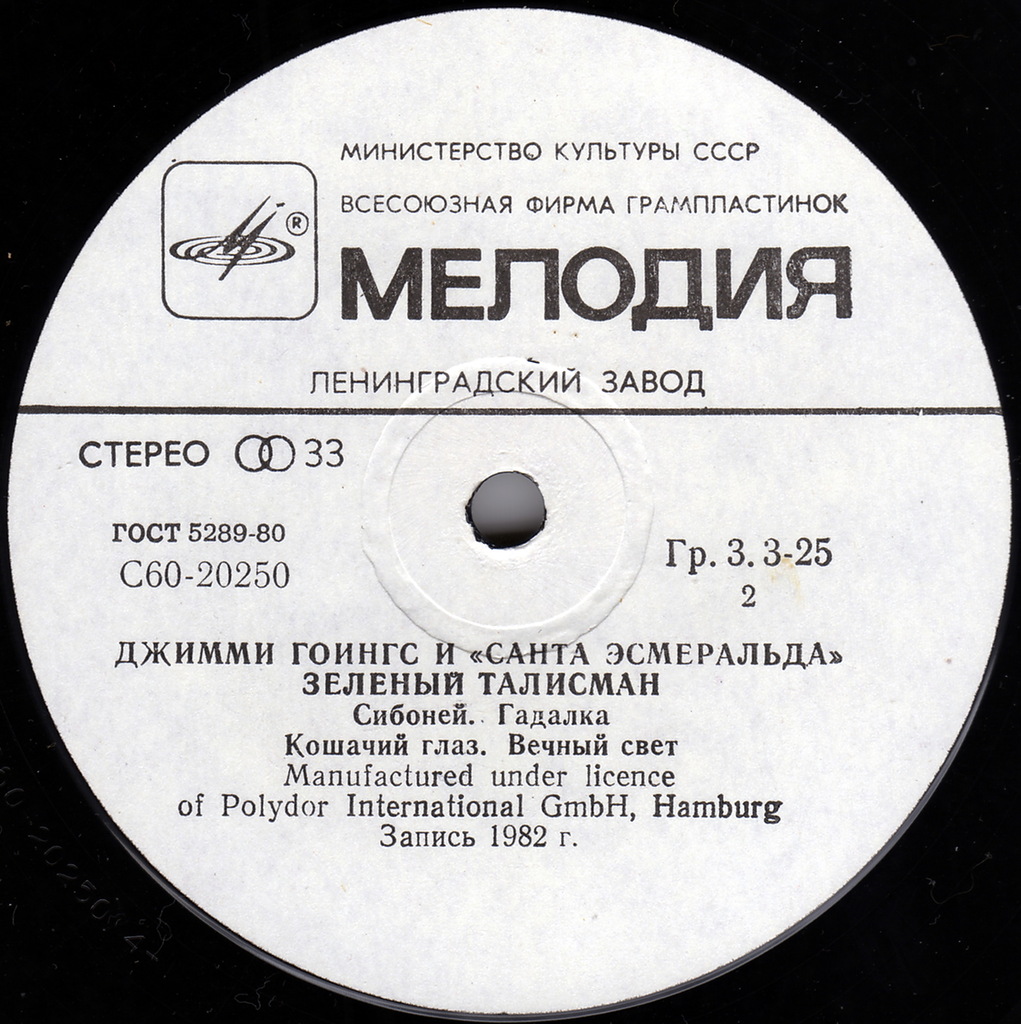 МИНИСТЕРСТВО КУЛЬТУРЫ СССР
ВСЕСОЮЗНАЯ ФИРМА ГРАМПЛАСТИНОК
®
МЕЛОДИЯ
ЛЕНИНГРАДСКИЙ ЗАВОД
СТЕРЕО 33
ГОСТ 5289-80
С60-20250
Гр. 3. 3-25
2
ДЖИММИ ГОИНГС И «САНТА ЭСМЕРАЛЬДА»
ЗЕЛЕНЫЙ ТАЛИСМАН
Сибоней. Гадалка
Кошачий глаз. Вечный свет
Manufactured under licence
of Polydor International GmbH, Hamburg
Запись 1982 г.